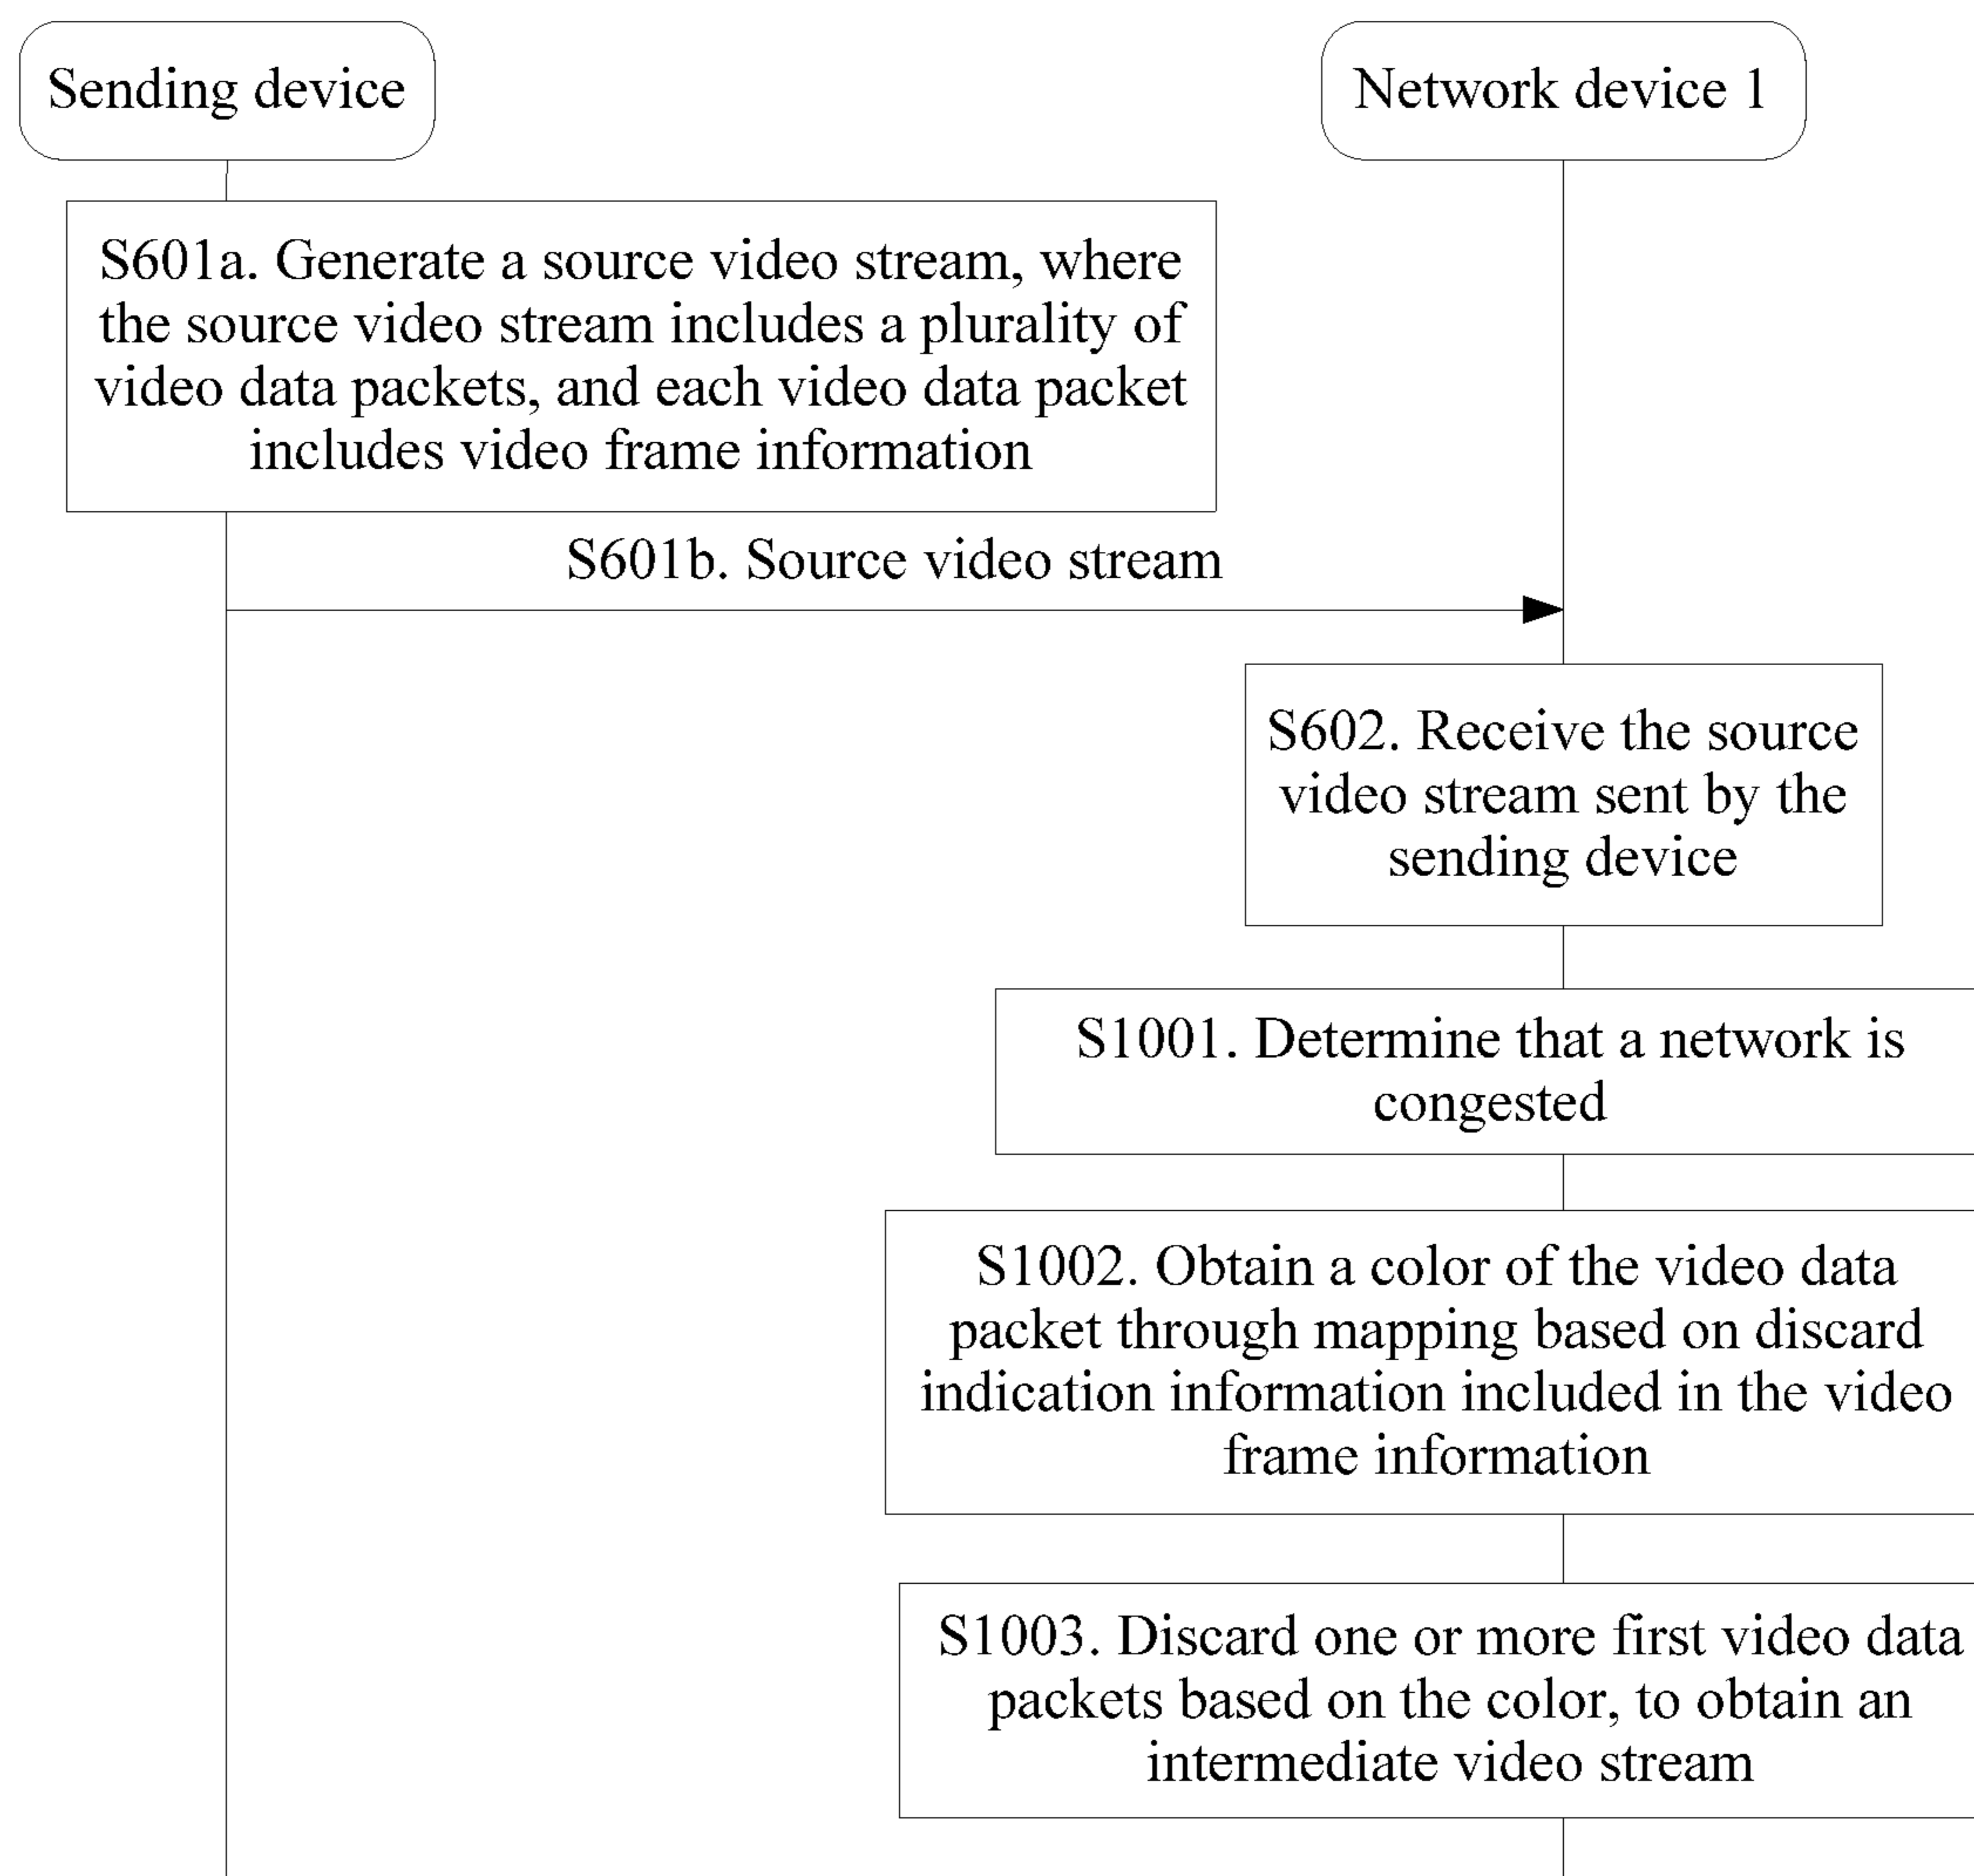 Sending device
Network device 1
S601a. Generate a source video stream, where
the source video stream includes a plurality of
video data packets, and each video data packet
includes video frame information
S601b. Source video stream
S602. Receive the source
video stream sent by the
sending device
S1001. Determine that a network is
congested
S1002. Obtain a color of the video data
packet through mapping based on discard
indication information included in the video
frame information
S1003. Discard one or more first video data
packets based on the color, to obtain an
intermediate video stream